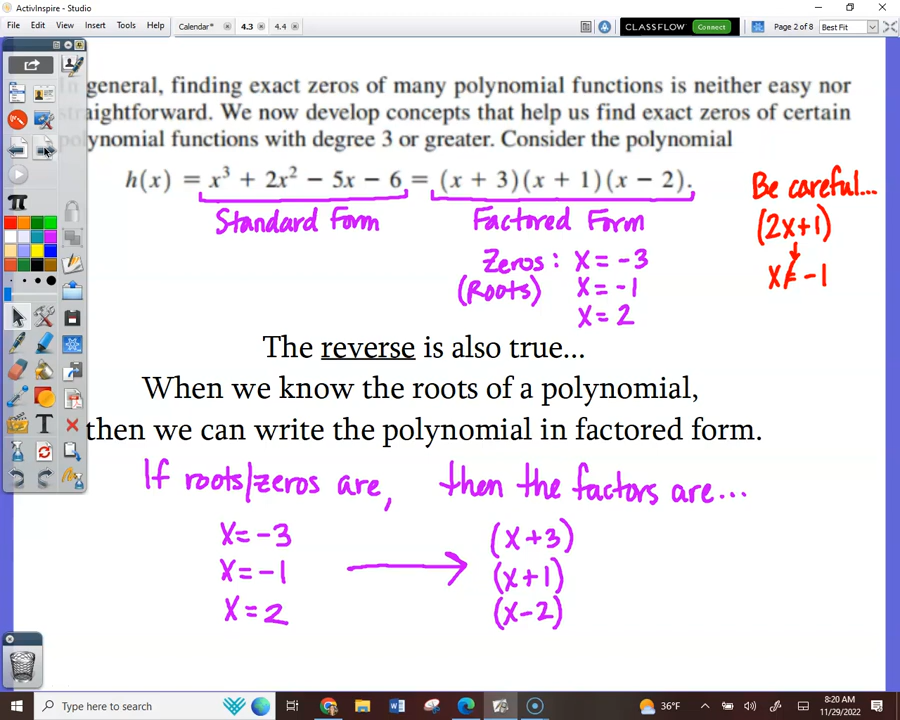 ActivInspire - Studio
File Edit View Insert Tools Help
Calendar* 4.3 4.4
CLASSFLOW Connect
Page 2 of 8 Best Fit
general, finding exact zeros of many polynomial functions is neither easy nor
aightforward. We now develop concepts that help us find exact zeros of certain
olynomial functions with degree 3 or greater. Consider the polynomial
h(x) = x³ + 2x² − 5x − 6 = (x + 3)(x + 1)(x − 2).
Standard Form Factored Form
Be careful...
(2x+1)
x ≠ -1
Zeros: x = -3
(Roots) x = -1
x = 2
The reverse is also true...
When we know the roots of a polynomial,
then we can write the polynomial in factored form.
If roots/zeros are, then the factors are...
x = -3 (x+3)
x = -1 (x+1)
x = 2 (x-2)
Type here to search
36°F
8:20 AM
11/29/2022